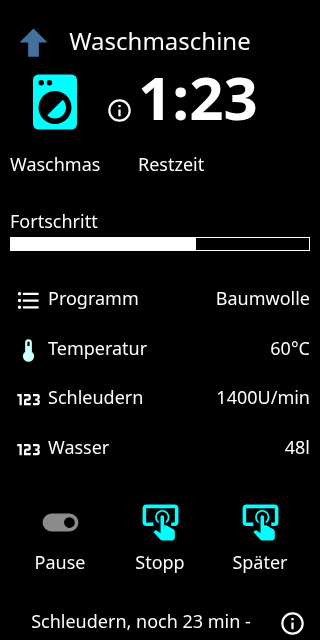 Waschmaschine
1:23
Waschmas Restzeit
Fortschritt
Programm Baumwolle
Temperatur 60°C
123 Schleudern 1400U/min
123 Wasser 48l
Pause Stopp Später
Schleudern, noch 23 min -